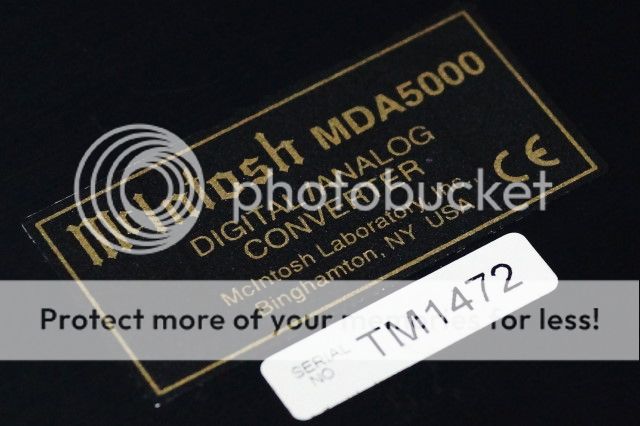 McIntosh MDA5000
DIGITAL/ANALOG
CONVERTER
McIntosh Laboratory, Inc.
Binghamton, NY USA
CE
SERIAL NO
TM1472
photobucket
Protect more of your memories for less!